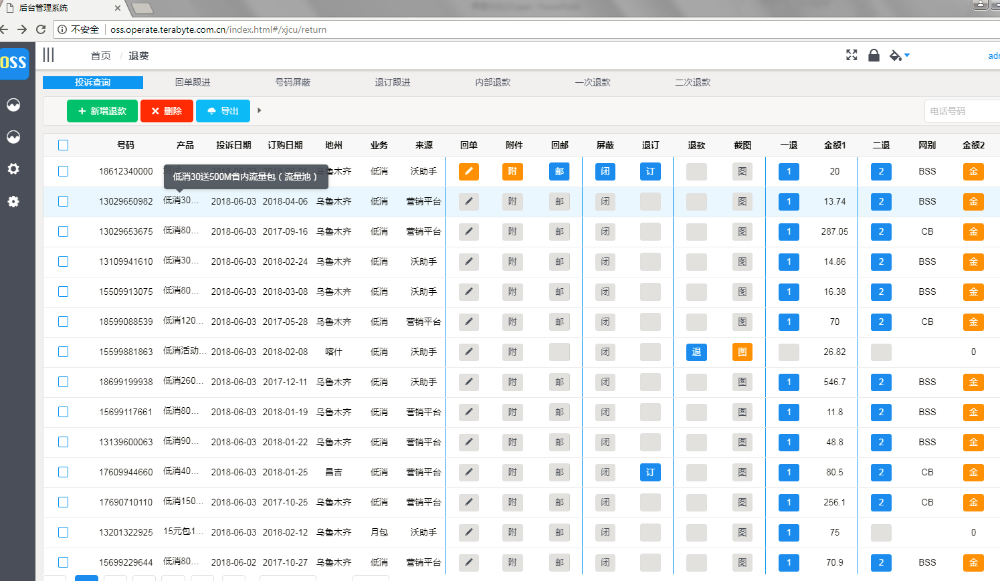 后台管理系统
不安全 oss.operate.terabyte.com.cn/index.html#/xjcu/return
OSS
首页 / 退费
adr
投诉查询 回单跟进 号码屏蔽 退订跟进 内部退款 一次退款 二次退款
新增退款 删除 导出 电话号码
号码 产品 投诉日期 订购日期 地州 业务 来源 回单 附件 回邮 屏蔽 退订 退款 截图 一退 金额1 二退 网别 金额2
18612340000 低消 沃助手 附 邮 闭 订 图 1 20 2 BSS 金
低消30送500M省内流量包（流量池）
13029650982 低消30... 2018-06-03 2018-04-06 乌鲁木齐 低消 营销平台 附 邮 闭 图 1 13.74 2 BSS 金
13029653675 低消80... 2018-06-03 2017-09-16 乌鲁木齐 低消 营销平台 附 邮 闭 图 1 287.05 2 CB 金
13109941610 低消30... 2018-06-03 2018-02-24 乌鲁木齐 低消 营销平台 附 邮 闭 图 1 14.86 2 BSS 金
15509913075 低消80... 2018-06-03 2018-03-08 乌鲁木齐 低消 沃助手 附 邮 闭 图 1 16.38 2 BSS 金
18599088539 低消120... 2018-06-03 2017-05-28 乌鲁木齐 低消 营销平台 附 邮 闭 图 1 70 2 CB 金
15599881863 低消活动... 2018-06-03 2018-02-08 喀什 低消 沃助手 附 闭 退 图 26.82 0
18699199938 低消260... 2018-06-03 2017-12-11 乌鲁木齐 低消 沃助手 附 邮 闭 图 1 546.7 2 BSS 金
15699117661 低消80... 2018-06-03 2018-01-19 乌鲁木齐 低消 营销平台 附 邮 闭 图 1 11.8 2 BSS 金
13139600063 低消90... 2018-06-03 2018-01-22 乌鲁木齐 低消 营销平台 附 邮 闭 图 1 48.8 2 BSS 金
17609944660 低消40... 2018-06-03 2018-01-25 昌吉 低消 营销平台 附 邮 闭 订 图 1 80.5 2 CB 金
17690710110 低消150... 2018-06-03 2017-10-25 乌鲁木齐 低消 营销平台 附 邮 闭 图 1 256.1 2 CB 金
13201322925 15元包1... 2018-06-03 2018-02-12 乌鲁木齐 月包 沃助手 附 邮 闭 图 1 75 0
15699229644 低消80... 2018-06-02 2017-10-27 乌鲁木齐 低消 营销平台 附 邮 闭 图 1 70.9 2 BSS 金